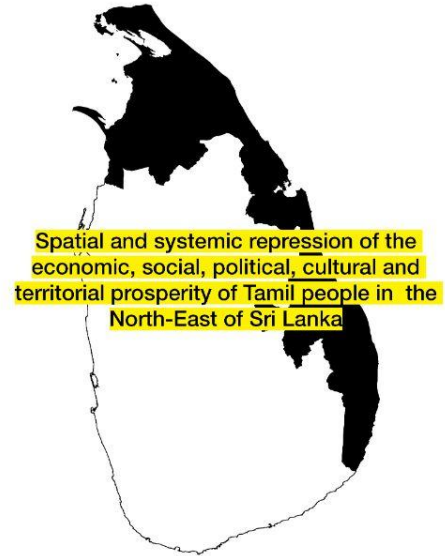 Spatial and systemic repression of the
economic, social, political, cultural and
territorial prosperity of Tamil people in the
North-East of Sri Lanka